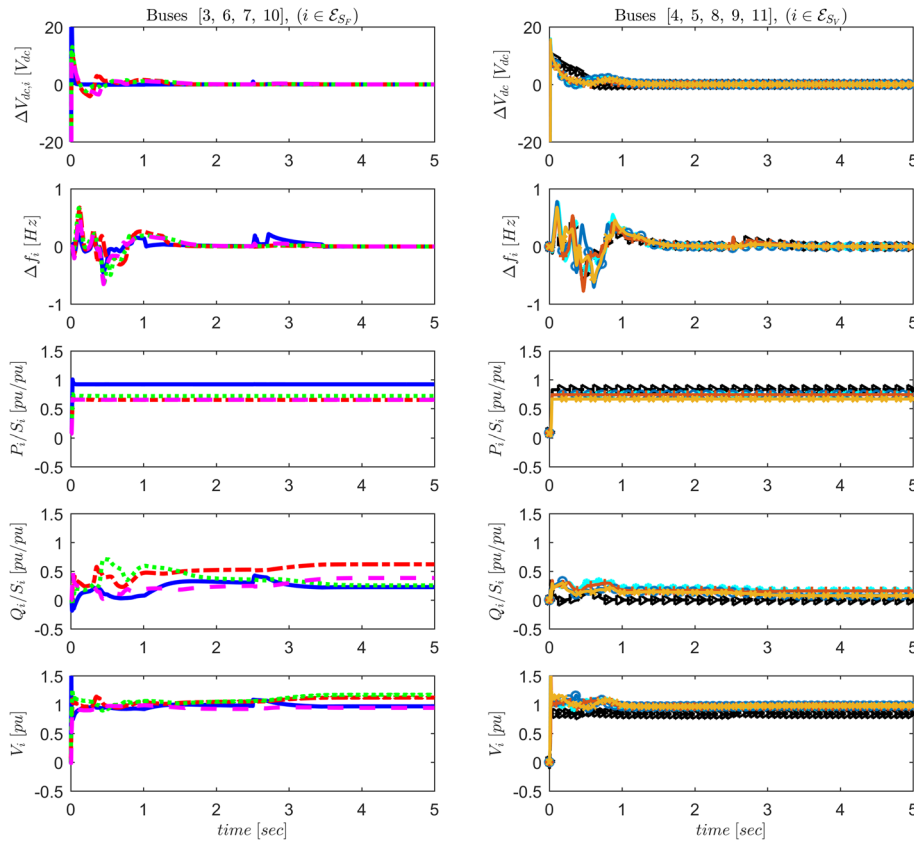 Buses [3, 6, 7, 10], (i ∈ ℰ_{S_F})
ΔV_{dc,i} [V_{dc}]
20
0
-20
0 1 2 3 4 5
Δf_i [Hz]
1
0
-1
0 1 2 3 4 5
P_i/S_i [pu/pu]
1.5
1
0.5
0
-0.5
0 1 2 3 4 5
Q_i/S_i [pu/pu]
1.5
1
0.5
0
-0.5
0 1 2 3 4 5
V_i [pu]
1.5
1
0.5
0
-0.5
0 1 2 3 4 5
time [sec]
Buses [4, 5, 8, 9, 11], (i ∈ ℰ_{S_V})
ΔV_{dc} [V_{dc}]
20
0
-20
0 1 2 3 4 5
Δf_i [Hz]
1
0
-1
0 1 2 3 4 5
P_i/S_i [pu/pu]
1.5
1
0.5
0
-0.5
0 1 2 3 4 5
Q_i/S_i [pu/pu]
1.5
1
0.5
0
-0.5
0 1 2 3 4 5
V_i [pu]
1.5
1
0.5
0
-0.5
0 1 2 3 4 5
time [sec]